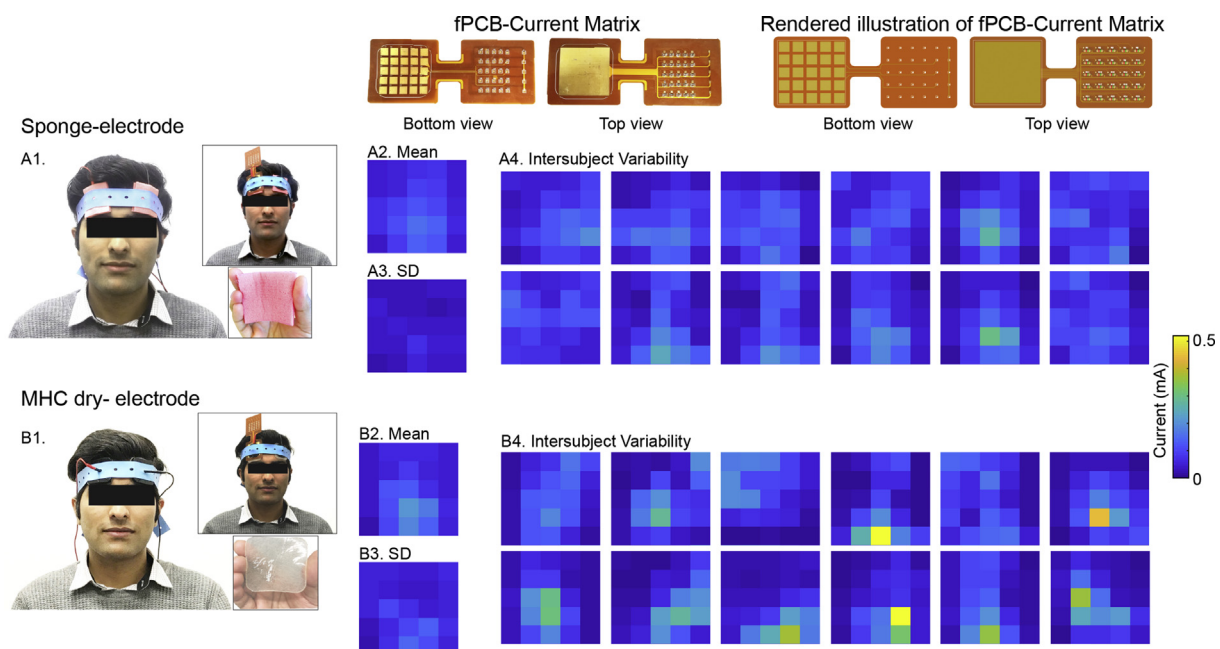 fPCB-Current Matrix
Rendered illustration of fPCB-Current Matrix
Bottom view
Top view
Bottom view
Top view
Sponge-electrode
A1.
A2. Mean
A4. Intersubject Variability
A3. SD
0.5
Current (mA)
0
MHC dry- electrode
B1.
B2. Mean
B4. Intersubject Variability
B3. SD